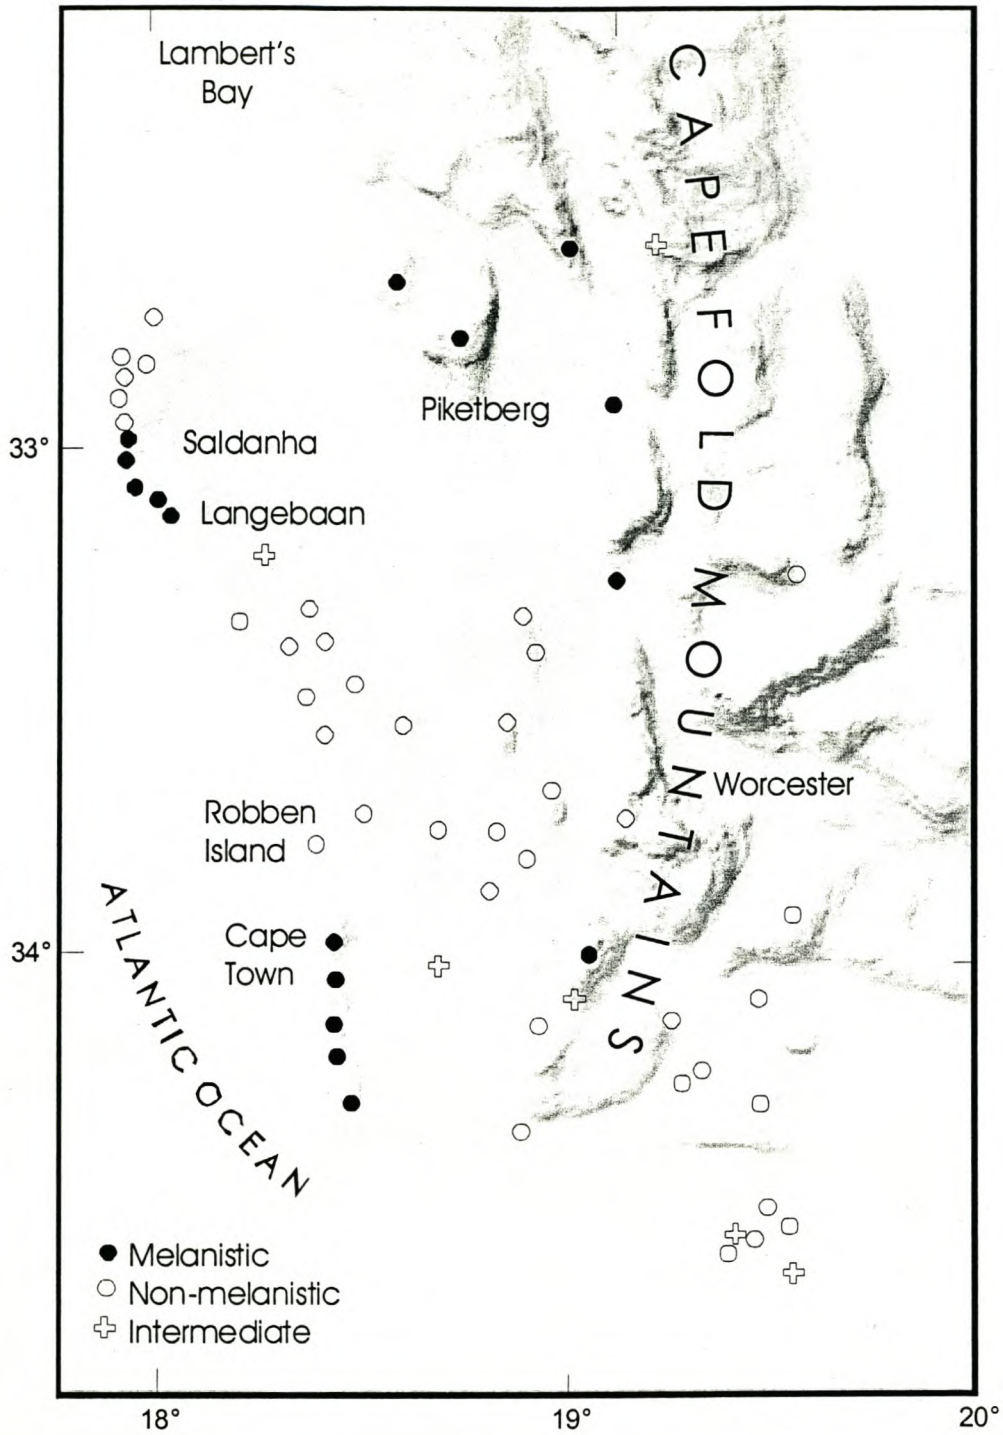 Lambert's
Bay
CAPE FOLD MOUNTAINS
Piketberg
33°
Saldanha
Langebaan
Worcester
Robben
Island
ATLANTIC OCEAN
Cape
Town
34°
Melanistic
Non-melanistic
Intermediate
18°
19°
20°